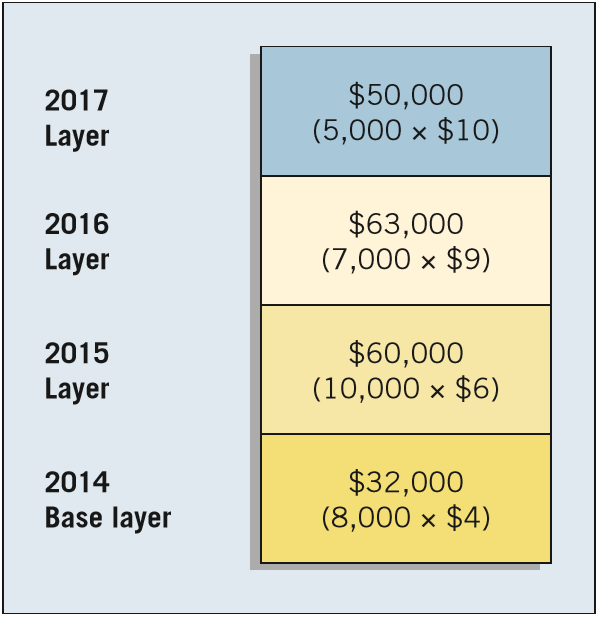 2017
Layer
$50,000
(5,000 × $10)
2016
Layer
$63,000
(7,000 × $9)
2015
Layer
$60,000
(10,000 × $6)
2014
Base layer
$32,000
(8,000 × $4)